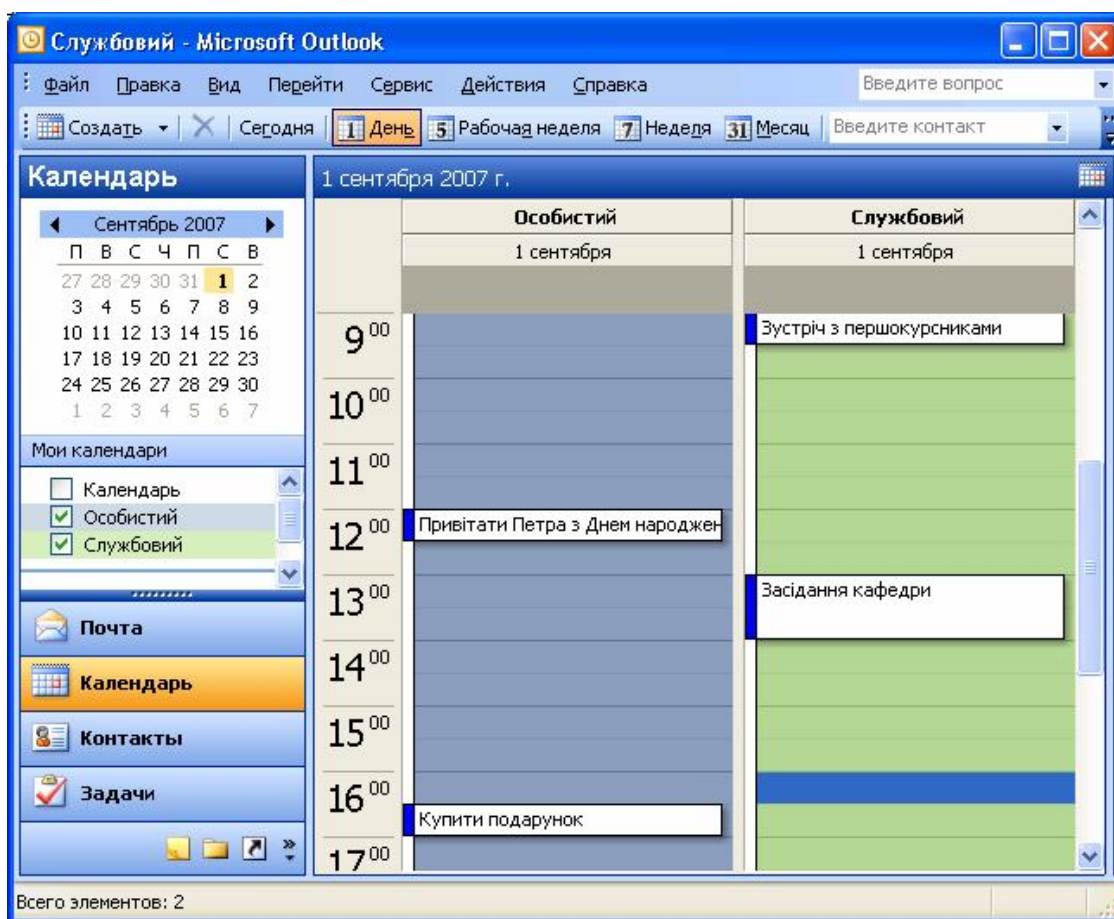 Службовий - Microsoft Outlook
Файл Правка Вид Перейти Сервис Действия Справка Введите вопрос
Создать Сегодня 1 День 5 Рабочая неделя 7 Неделя 31 Месяц Введите контакт
Календарь
1 сентября 2007 г.
Сентябрь 2007
П В С Ч П С В
27 28 29 30 31 1 2
3 4 5 6 7 8 9
10 11 12 13 14 15 16
17 18 19 20 21 22 23
24 25 26 27 28 29 30
1 2 3 4 5 6 7
Мои календари
Календарь
Особистий
Службовий
Почта
Календарь
Контакты
Задачи
Особистий Службовий
1 сентября 1 сентября
9 00 Зустріч з першокурсниками
10 00
11 00
12 00 Привітати Петра з Днем народжен
13 00 Засідання кафедри
14 00
15 00
16 00
Купити подарунок
17 00
Всего элементов: 2